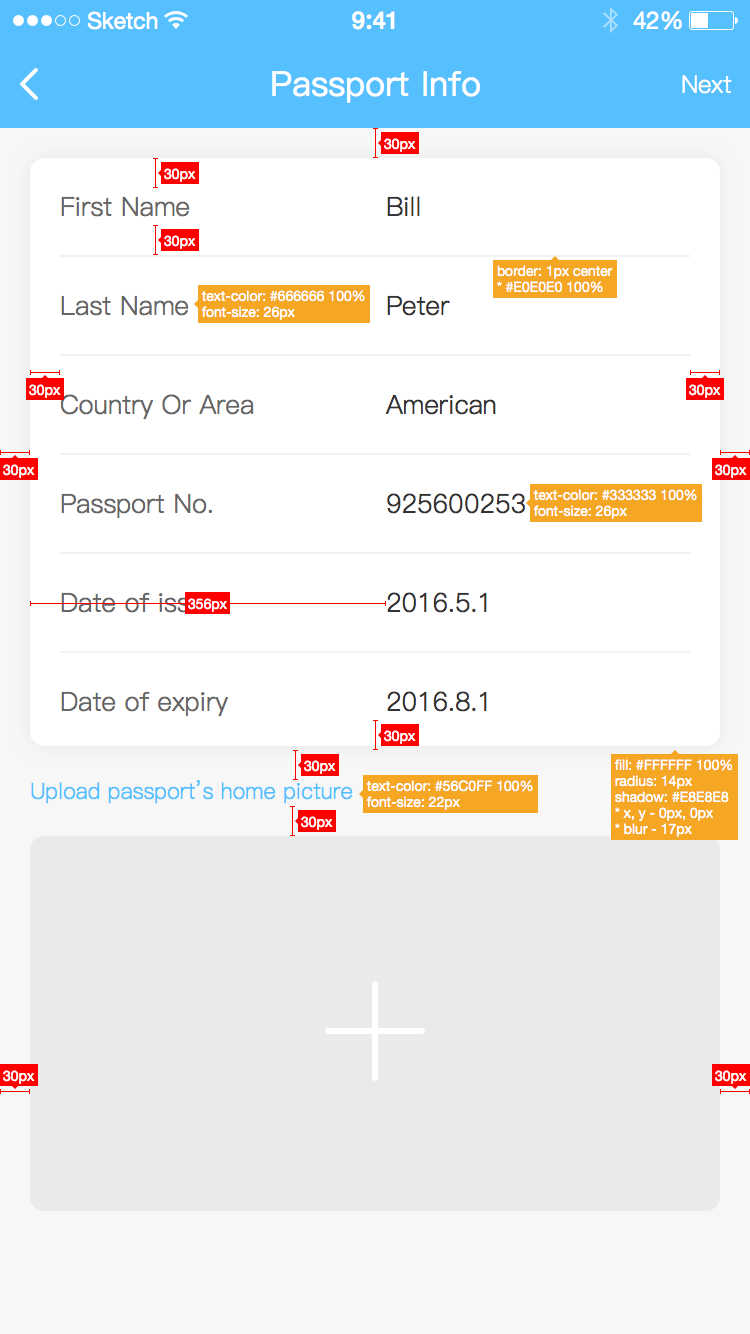 Sketch 9:41 42%
Passport Info Next
30px
30px
First Name Bill
30px
border: 1px center
* #E0E0E0 100%
Last Name text-color: #666666 100% Peter
font-size: 26px
30px 30px
Country Or Area American
30px 30px
Passport No. 925600253 text-color: #333333 100%
font-size: 26px
Date of iss 356px 2016.5.1
Date of expiry 2016.8.1
30px
30px
fill: #FFFFFF 100%
radius: 14px
shadow: #E8E8E8
* x, y - 0px, 0px
* blur - 17px
Upload passport's home picture text-color: #56C0FF 100%
font-size: 22px
30px
30px 30px